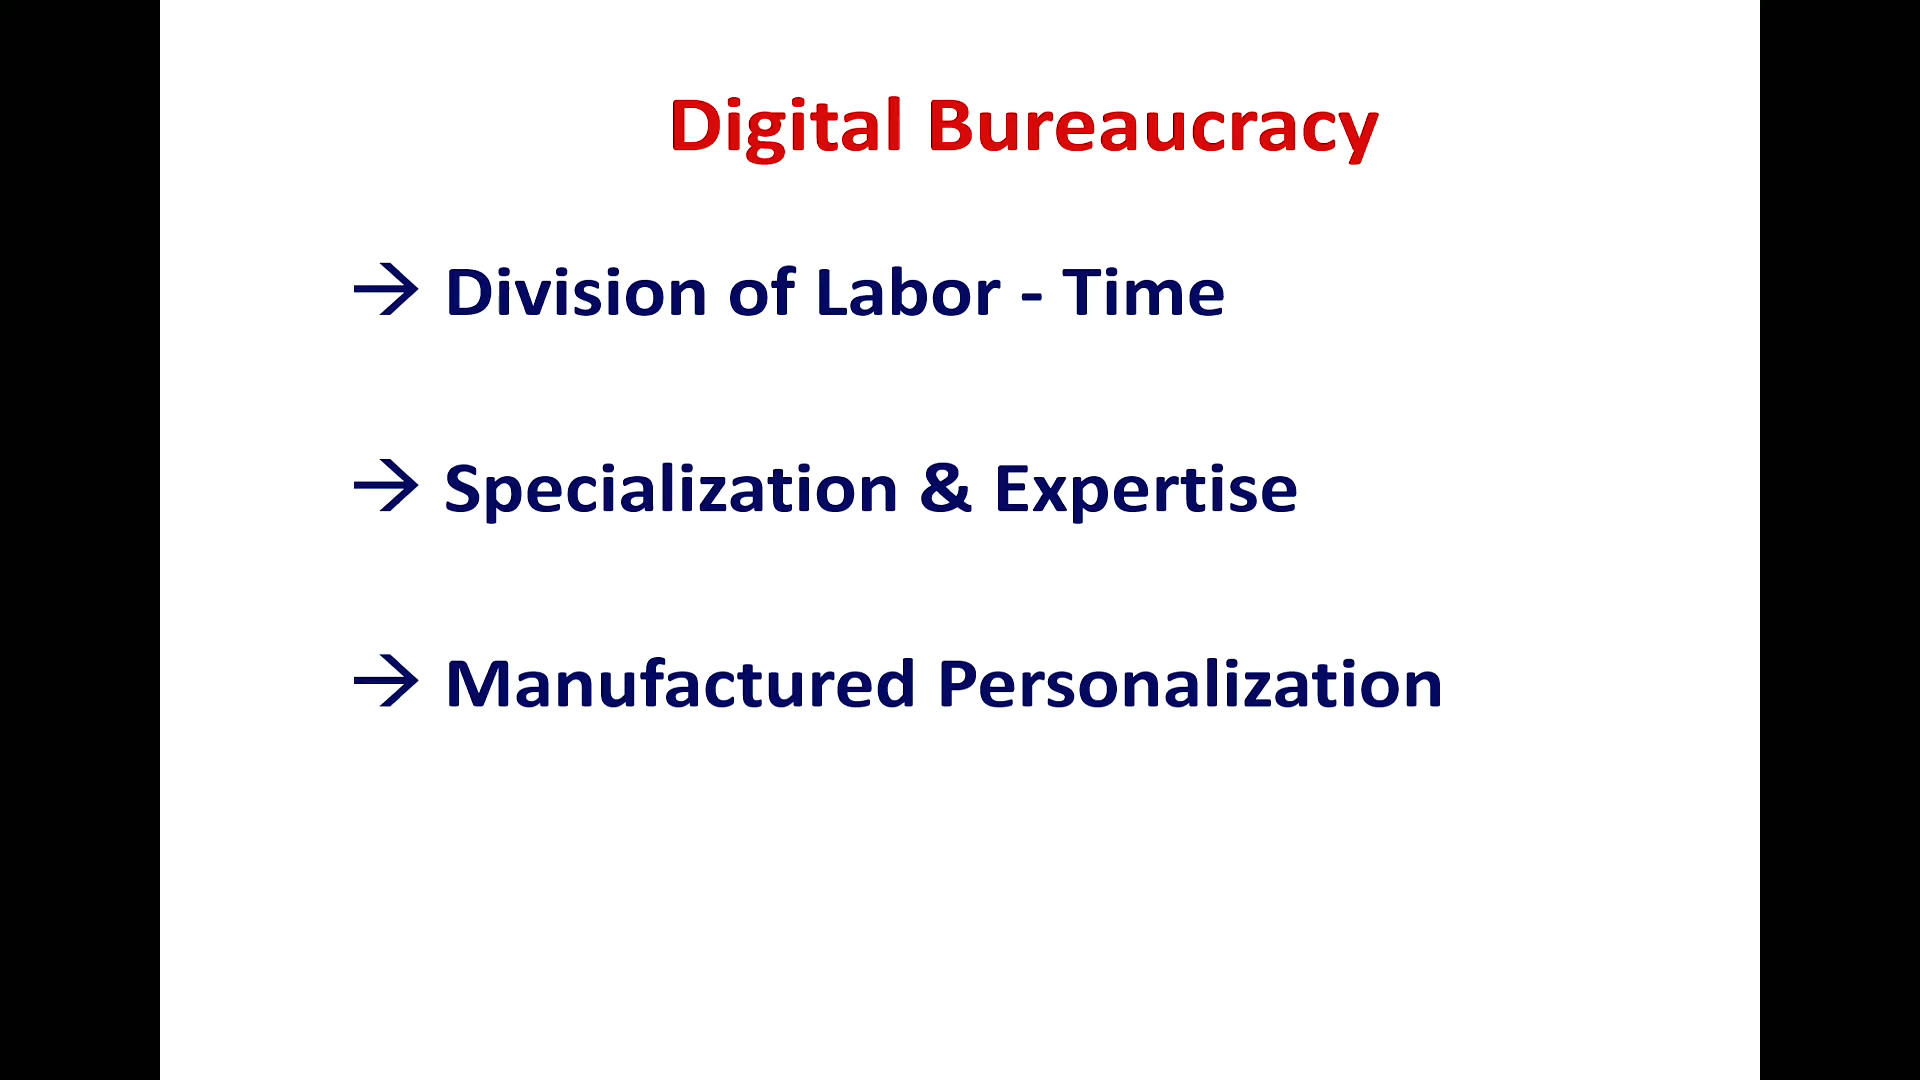 Digital Bureaucracy
→ Division of Labor - Time
→ Specialization & Expertise
→ Manufactured Personalization